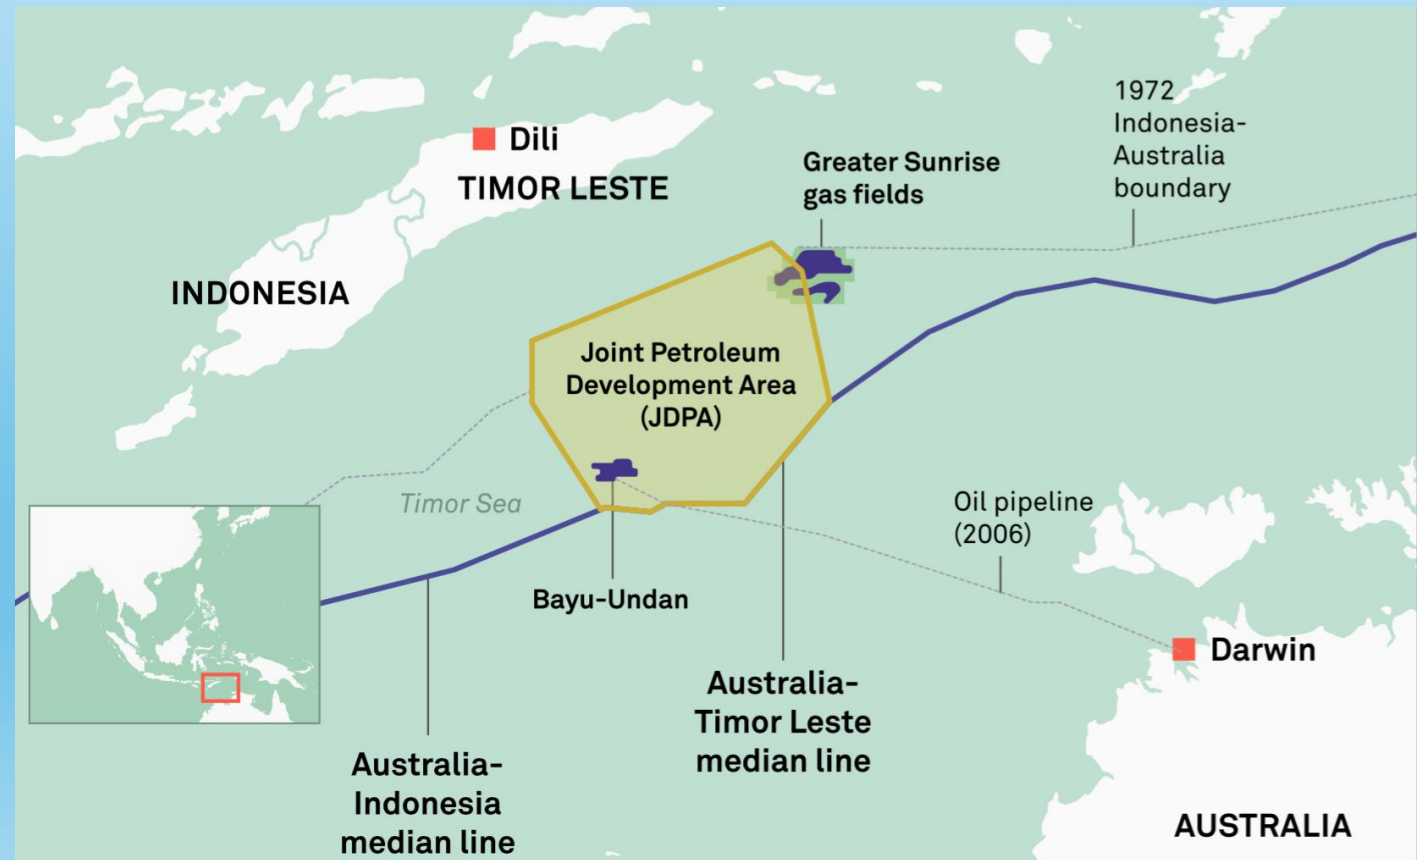 1972
Indonesia-
Australia
boundary
Dili
TIMOR LESTE
Greater Sunrise
gas fields
INDONESIA
Joint Petroleum
Development Area
(JDPA)
Timor Sea
Oil pipeline
(2006)
Bayu-Undan
Darwin
Australia-
Timor Leste
median line
Australia-
Indonesia
median line
AUSTRALIA